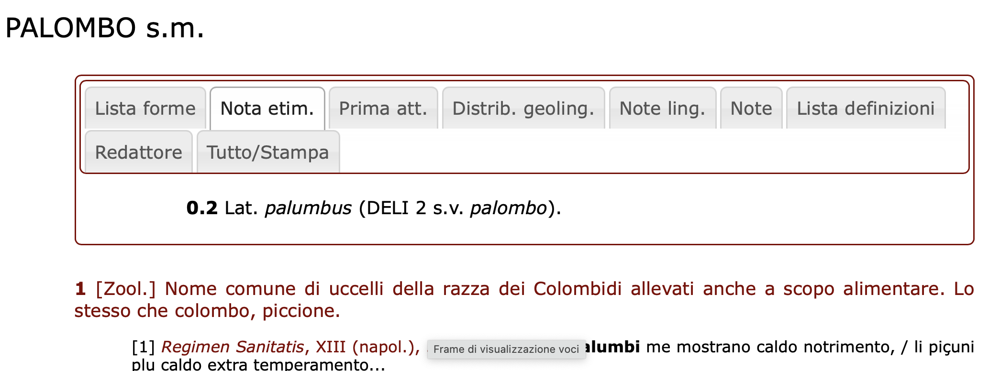 PALOMBO s.m.
Lista forme Nota etim. Prima att. Distrib. geoling. Note ling. Note Lista definizioni
Redattore Tutto/Stampa
0.2 Lat. palumbus (DELI 2 s.v. palombo).
1 [Zool.] Nome comune di uccelli della razza dei Colombidi allevati anche a scopo alimentare. Lo
stesso che colombo, piccione.
[1] Regimen Sanitatis, XIII (napol.), Frame di visualizzazione voci alumbi me mostrano caldo notrimento, / li piçuni
plu caldo extra temperamento...